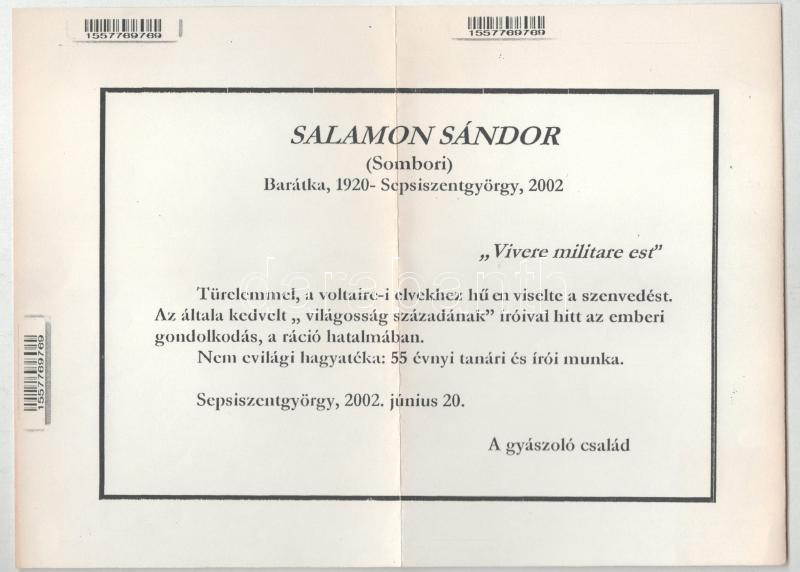 1557769769
1557769769
SALAMON SÁNDOR
(Sombori)
Barátka, 1920- Sepsiszentgyörgy, 2002
„Vivere militare est”
Türelemmel, a voltaire-i elvekhez hű en viselte a szenvedést.
Az általa kedvelt „ világosság századának” íróival hitt az emberi
gondolkodás, a ráció hatalmában.
Nem evilági hagyatéka: 55 évnyi tanári és írói munka.
Sepsiszentgyörgy, 2002. június 20.
A gyászoló család
1557769769
darabanth